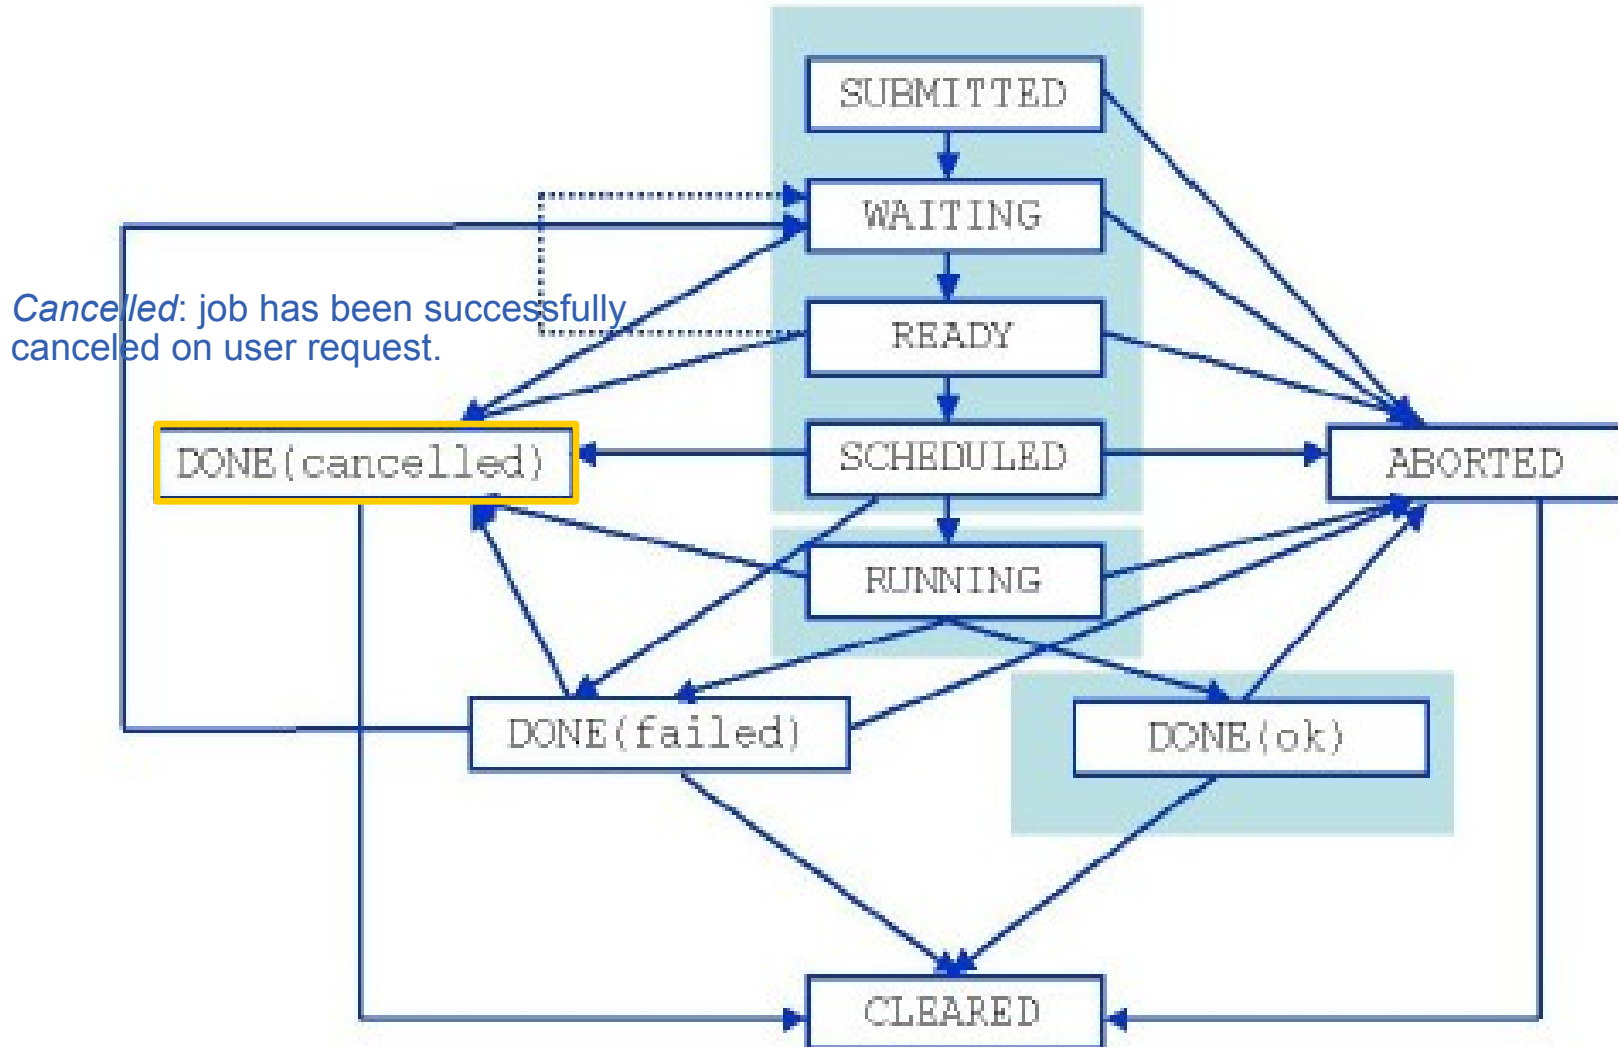 SUBMITTED
WAITING
Cancelled: job has been successfully
canceled on user request.
READY
DONE(cancelled)
SCHEDULED
ABORTED
RUNNING
DONE(failed)
DONE(ok)
CLEARED